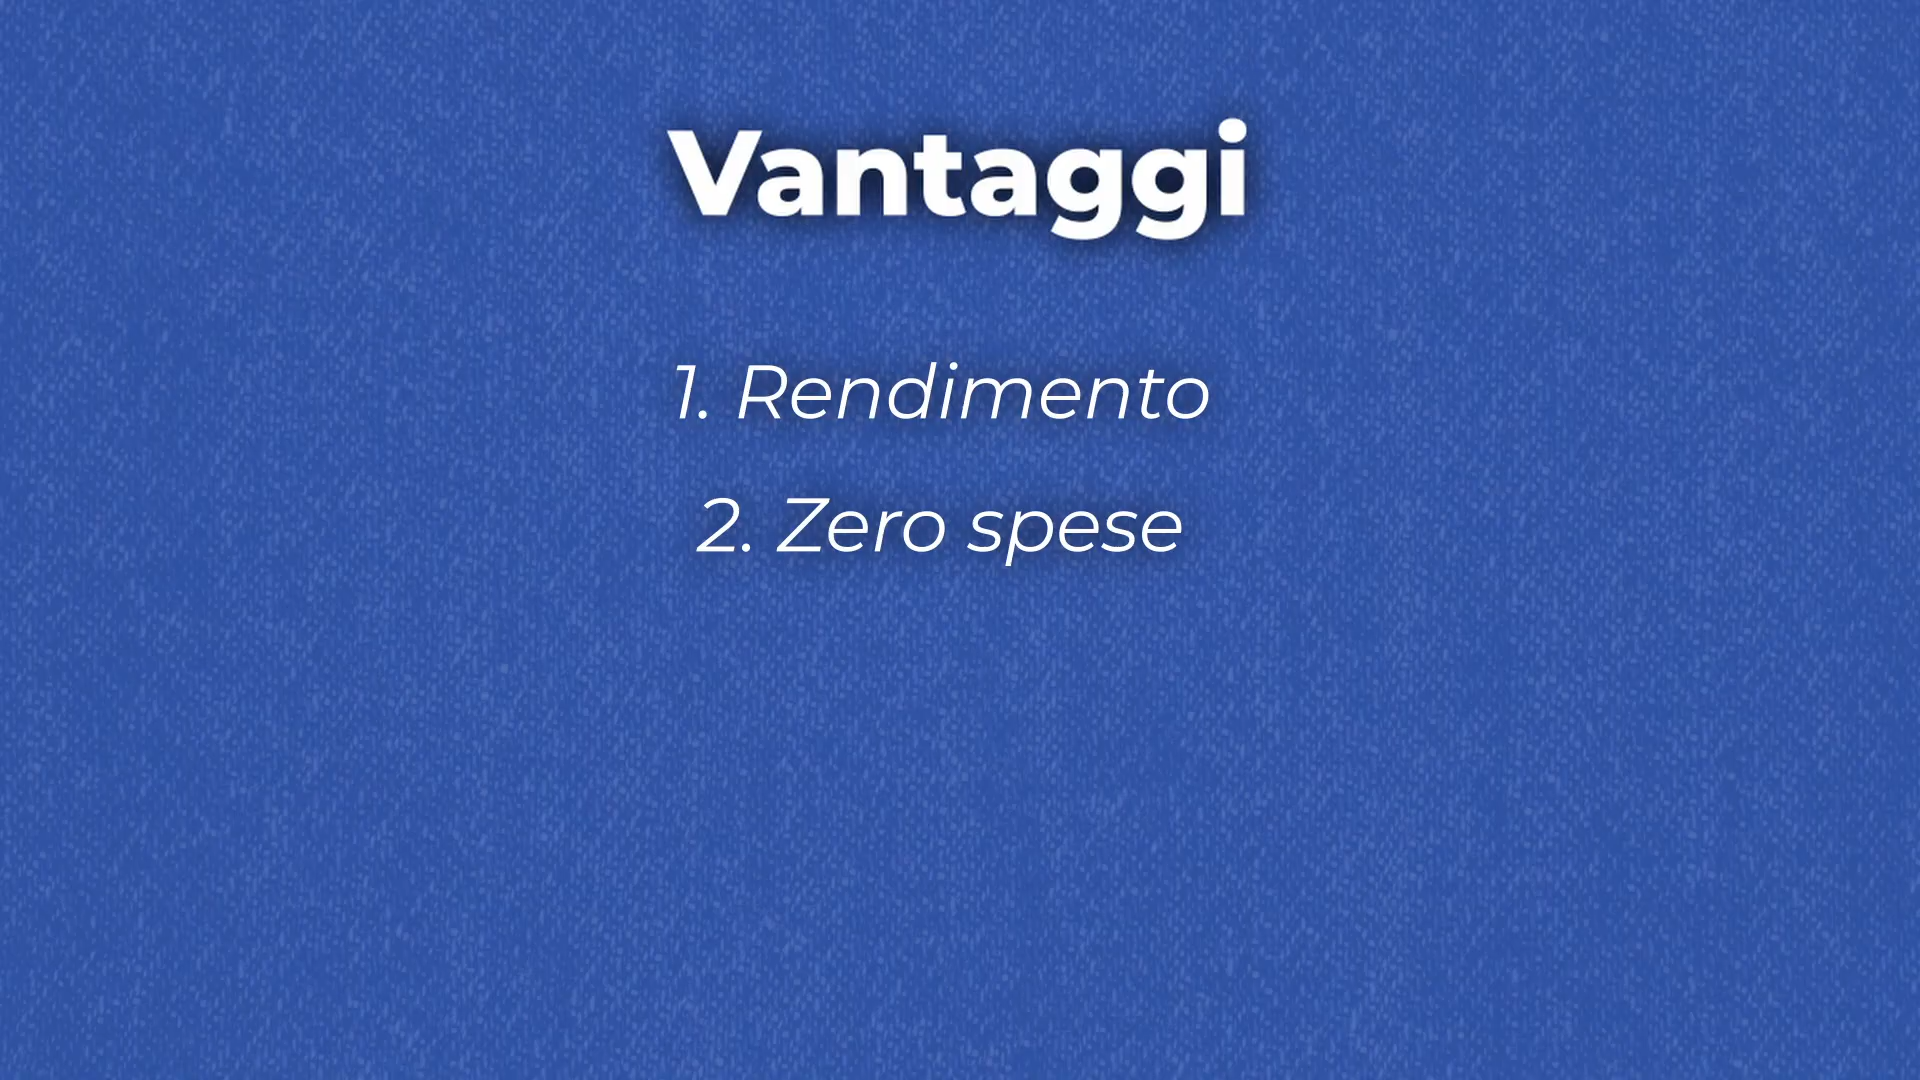 Vantaggi
1. Rendimento
2. Zero spese